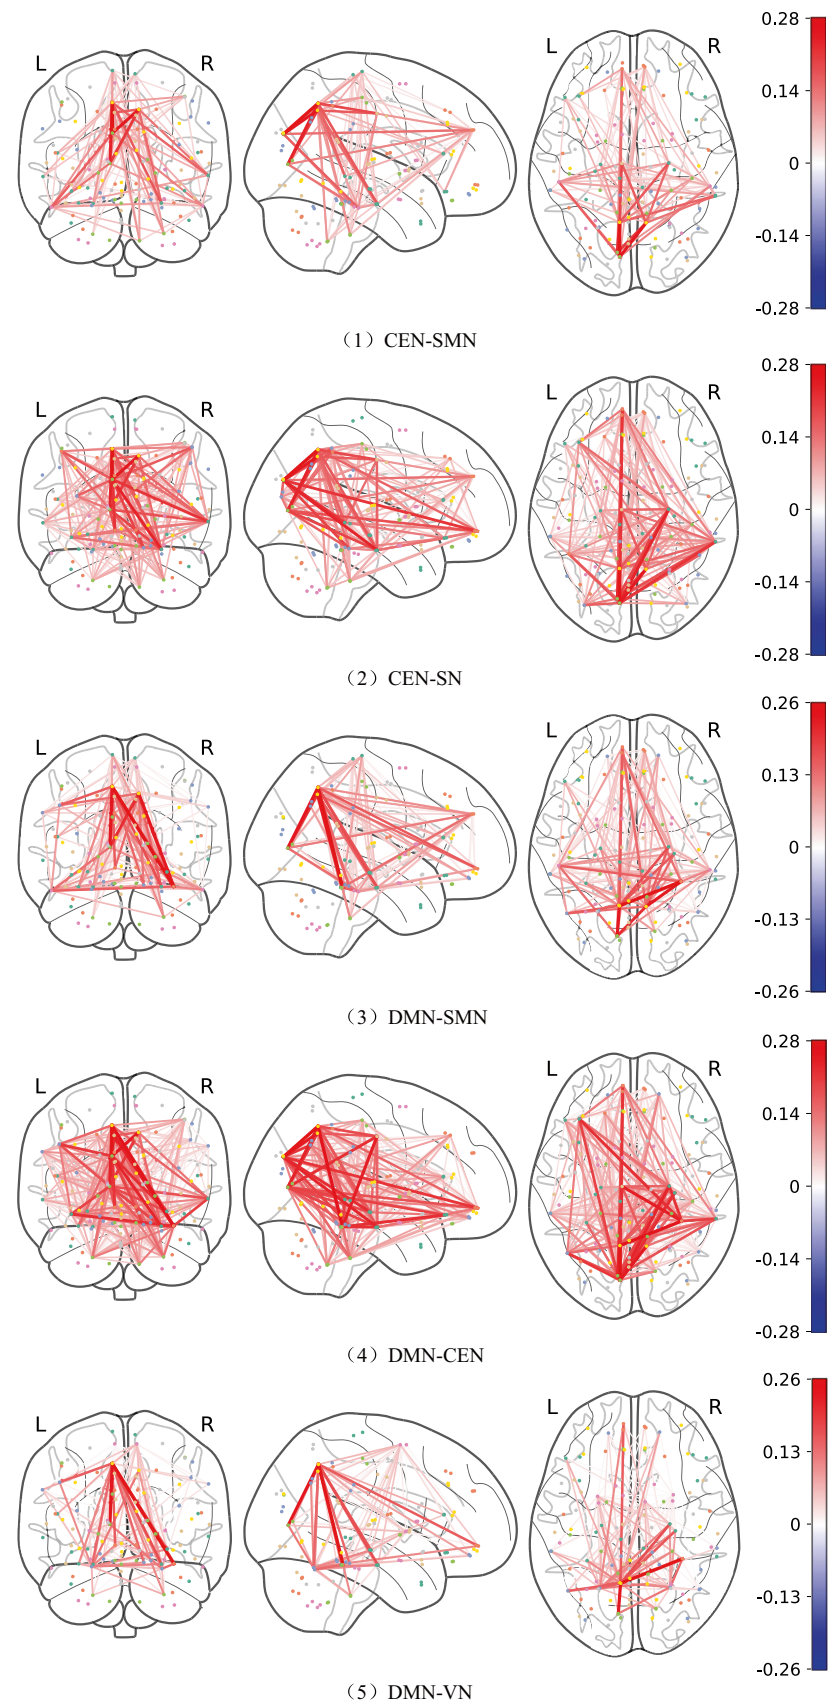 L R L R 0.28
0.14
0
-0.14
-0.28
（1）CEN-SMN
L R L R 0.28
0.14
0
-0.14
-0.28
（2）CEN-SN
L R L R 0.26
0.13
0
-0.13
-0.26
（3）DMN-SMN
L R L R 0.28
0.14
0
-0.14
-0.28
（4）DMN-CEN
L R L R 0.26
0.13
0
-0.13
-0.26
（5）DMN-VN